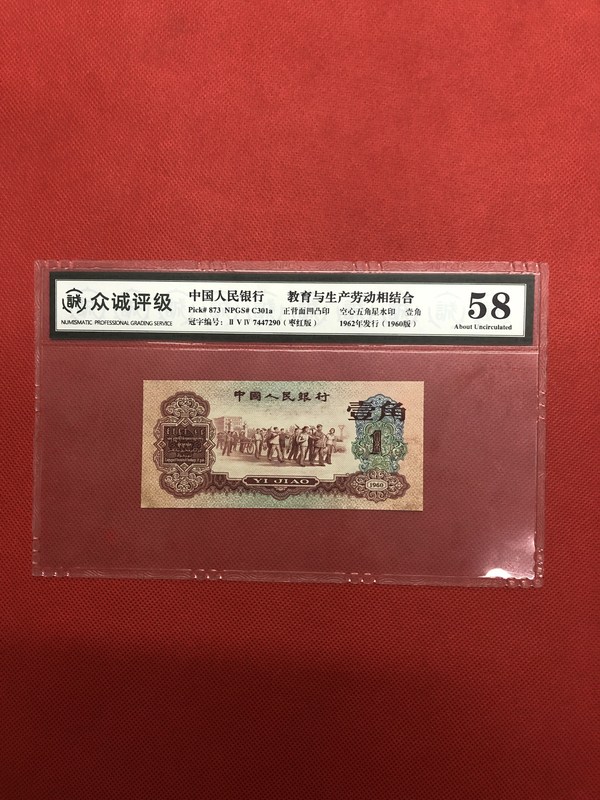 誠 众诚评级
NUMISMATIC PROFESSIONAL GRADING SERVICE
中国人民银行 教育与生产劳动相结合
Pick# 873 NPGS# C301a 正背面凹凸印 空心五角星水印 壹角
冠字编号: Ⅱ Ⅴ Ⅳ 7447290 (枣红版) 1962年发行 (1960版)
58
About Uncirculated
中国人民银行
壹角
1
YI JIAO
1960